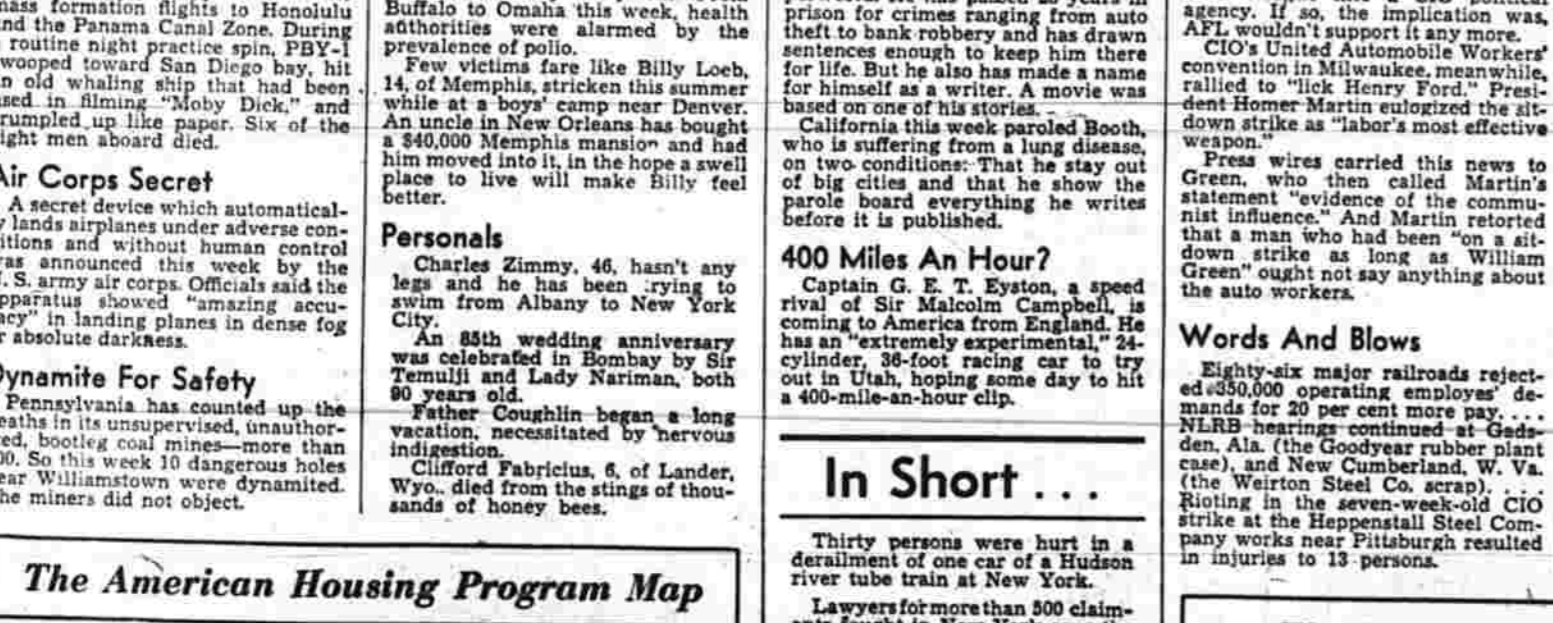 mass formation flights to Honolulu
and the Panama Canal Zone. During
routine night practice spin, PBY-1
swooped toward San Diego bay, hit
an old whaling ship that had been
used in filming "Moby Dick," and
crumpled up like paper. Six of the
eight men aboard died.
Air Corps Secret
A secret device which automatical-
ly lands airplanes under adverse con-
ditions and without human control
was announced this week by the
U. S. army air corps. Officials said the
apparatus showed "amazing accu-
racy" in landing planes in dense fog
or absolute darkness.
Dynamite For Safety
Pennsylvania has counted up the
deaths in its unsupervised, unauthor-
ized, bootleg coal mines—more than
00. So this week 10 dangerous holes
near Williamstown were dynamited.
The miners did not object.
Buffalo to Omaha this week, health
authorities were alarmed by the
prevalence of polio.
Few victims fare like Billy Loeb,
14, of Memphis, stricken this summer
while at a boys' camp near Denver.
An uncle in New Orleans has bought
a $40,000 Memphis mansion and had
him moved into it, in the hope a swell
place to live will make Billy feel
better.
Personals
Charles Zimmy, 46, hasn't any
legs and he has been trying to
swim from Albany to New York
City.
An 85th wedding anniversary
was celebrated in Bombay by Sir
Temulji and Lady Nariman, both
90 years old.
Father Coughlin began a long
vacation, necessitated by nervous
indigestion.
Clifford Fabricius, 6, of Lander,
Wyo., died from the stings of thou-
sands of honey bees.
The American Housing Program Map
prison for crimes ranging from auto
theft to bank robbery and has drawn
sentences enough to keep him there
for life. But he also has made a name
for himself as a writer. A movie was
based on one of his stories.
California this week paroled Booth,
who is suffering from a lung disease,
on two conditions: That he stay out
of big cities and that he show the
parole board everything he writes
before it is published.
400 Miles An Hour?
Captain G. E. T. Eyston, a speed
rival of Sir Malcolm Campbell, is
coming to America from England. He
has an "extremely experimental," 24-
cylinder, 36-foot racing car to try
out in Utah, hoping some day to hit
a 400-mile-an-hour clip.
In Short . . .
Thirty persons were hurt in a
derailment of one car of a Hudson
river tube train at New York.
Lawyers for more than 500 claim-
agency. If so, the implication was,
AFL wouldn't support it any more.
CIO's United Automobile Workers'
convention in Milwaukee, meanwhile,
rallied to "lick Henry Ford." Presi-
dent Homer Martin eulogized the sit-
down strike as "labor's most effective
weapon."
Press wires carried this news to
Green, who then called Martin's
statement "evidence of the commu-
nist influence." And Martin retorted
that a man who had been "on a sit-
down strike as long as William
Green" ought not say anything about
the auto workers.
Words And Blows
Eighty-six major railroads reject-
ed 350,000 operating employes' de-
mands for 20 per cent more pay. . . .
NLRB hearings continued at Gads-
den, Ala. (the Goodyear rubber plant
case), and New Cumberland, W. Va.
(the Weirton Steel Co. scrap). . . .
Rioting in the seven-week-old CIO
strike at the Heppenstall Steel Com-
pany works near Pittsburgh resulted
in injuries to 13 persons.